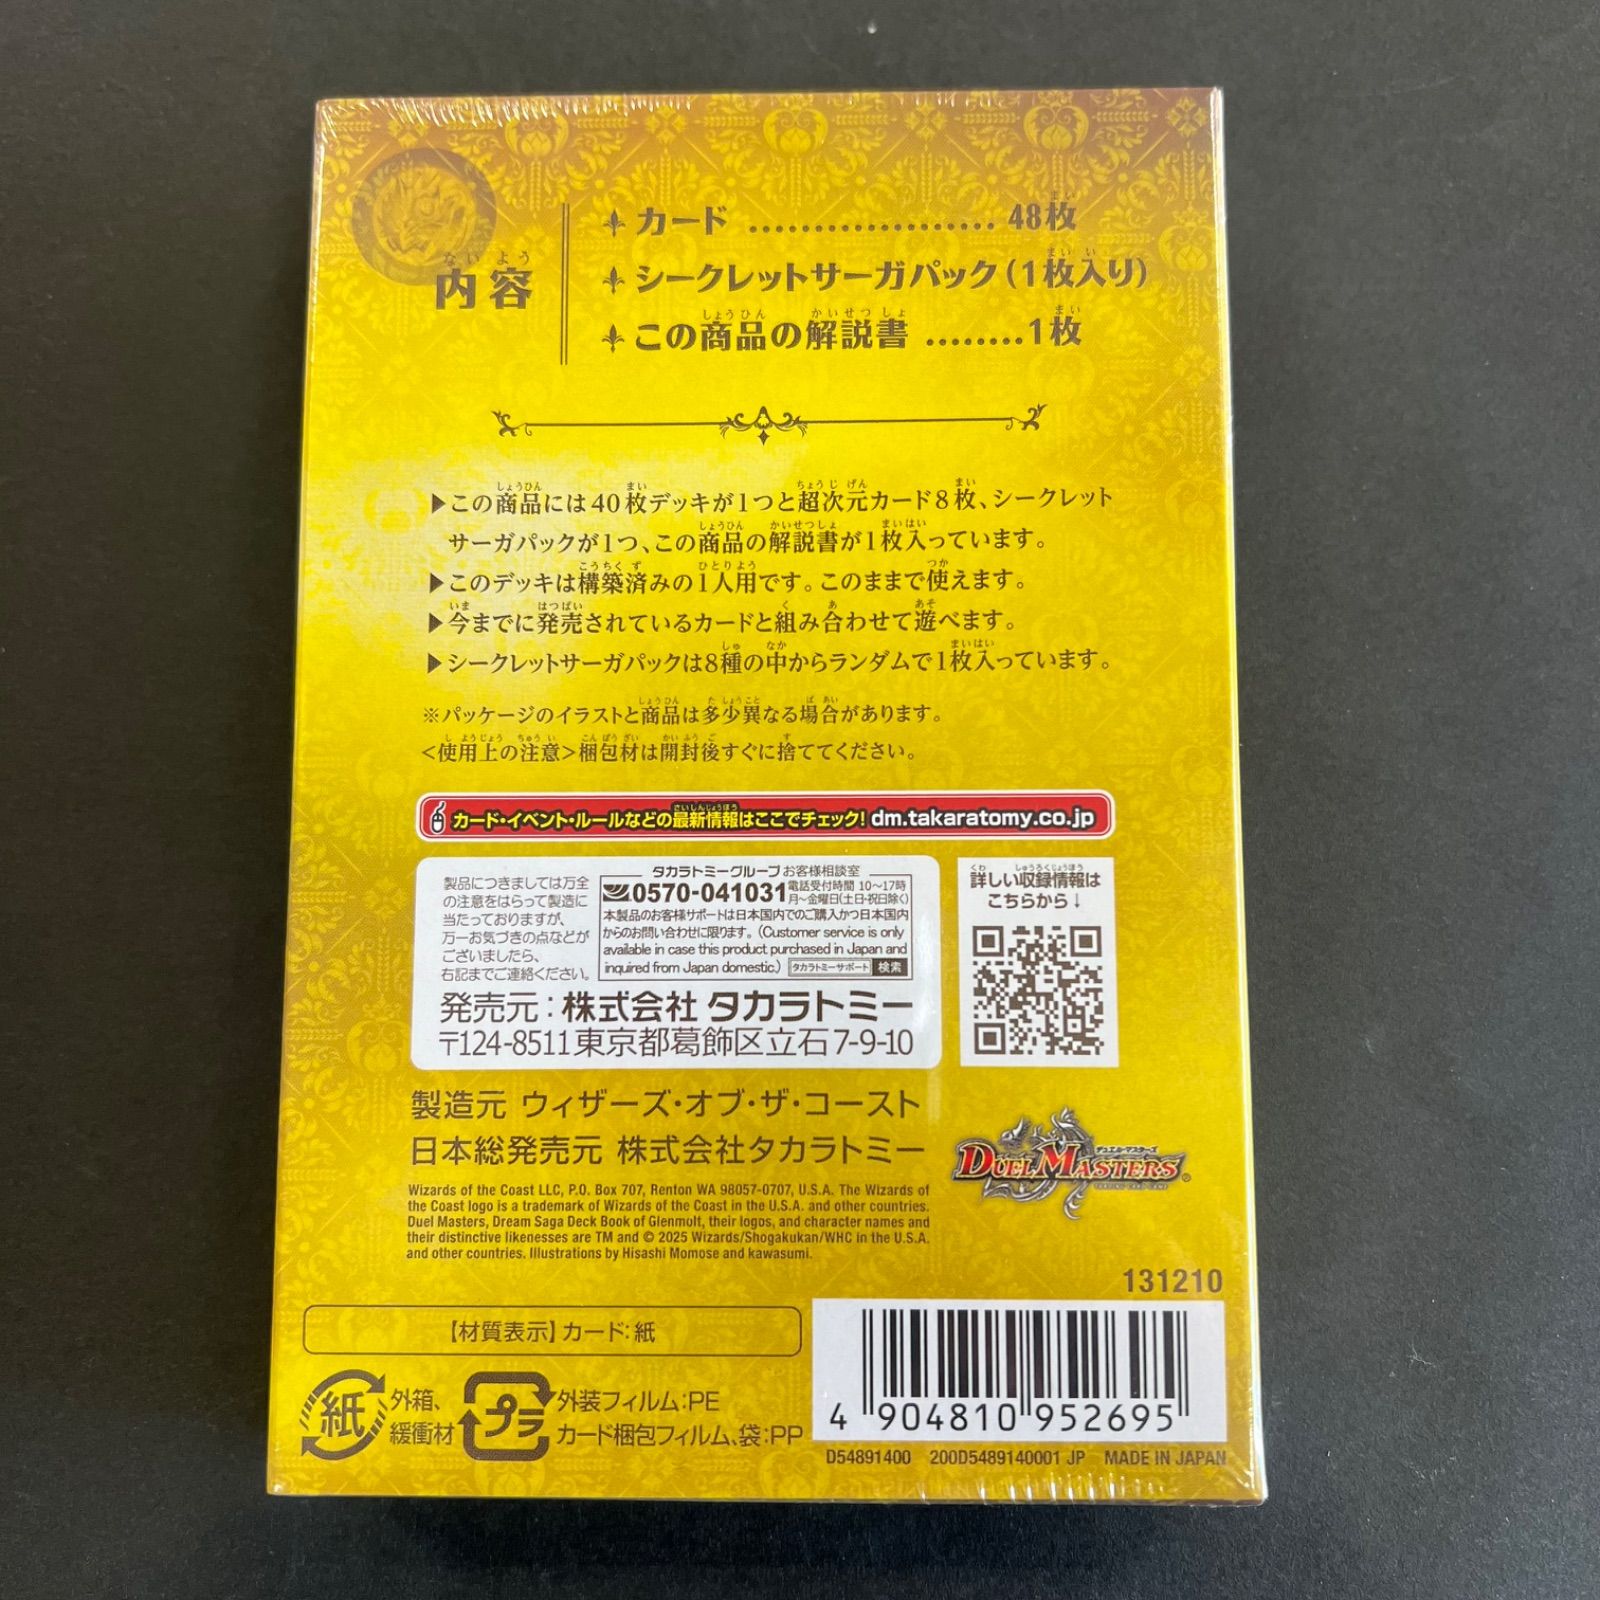 内容
カード ................... 48枚
シークレットサーガパック(1枚入り)
この商品の解説書 ........1枚
▶この商品には40枚デッキが1つと超次元カード8枚、シークレット
サーガパックが1つ、この商品の解説書が1枚入っています。
▶このデッキは構築済みの1人用です。このままで使えます。
▶今までに発売されているカードと組み合わせて遊べます。
▶シークレットサーガパックは8種の中からランダムで1枚入っています。
※パッケージのイラストと商品は多少異なる場合があります。
<使用上の注意>梱包材は開封後すぐに捨ててください。
カード・イベント・ルールなどの最新情報はここでチェック! dm.takaratomy.co.jp
製品につきましては万全
の注意をはらって製造に
当たっておりますが、
万一お気づきの点などが
ございましたら、
右記までご連絡ください。
タカラトミーグループ お客様相談室
0570-041031 電話受付時間 10〜17時
月〜金曜日(土日・祝日除く)
本製品のお客様サポートは日本国内でのご購入かつ日本国内
からのお問い合わせに限ります。(Customer service is only
available in case this product purchased in Japan and
inquired from Japan domestic.) タカラトミーサポート 検索
発売元:株式会社 タカラトミー
〒124-8511東京都葛飾区立石7-9-10
詳しい収録情報は
こちらから↓
製造元 ウィザーズ・オブ・ザ・コースト
日本総発売元 株式会社タカラトミー
デュエル・マスターズ
DUEL MASTERS®
TRADING CARD GAME
Wizards of the Coast LLC, P.O. Box 707, Renton WA 98057-0707, U.S.A. The Wizards of
the Coast logo is a trademark of Wizards of the Coast in the U.S.A. and other countries.
Duel Masters, Dream Saga Deck Book of Glenmolt, their logos, and character names and
their distinctive likenesses are TM and © 2025 Wizards/Shogakukan/WHC in the U.S.A.
and other countries. Illustrations by Hisashi Momose and kawasumi.
131210
【材質表示】カード:紙
紙 外箱、
緩衝材
プラ 外装フィルム:PE
カード梱包フィルム、袋:PP
4 904810 952695
D54891400 200D5489140001 JP MADE IN JAPAN